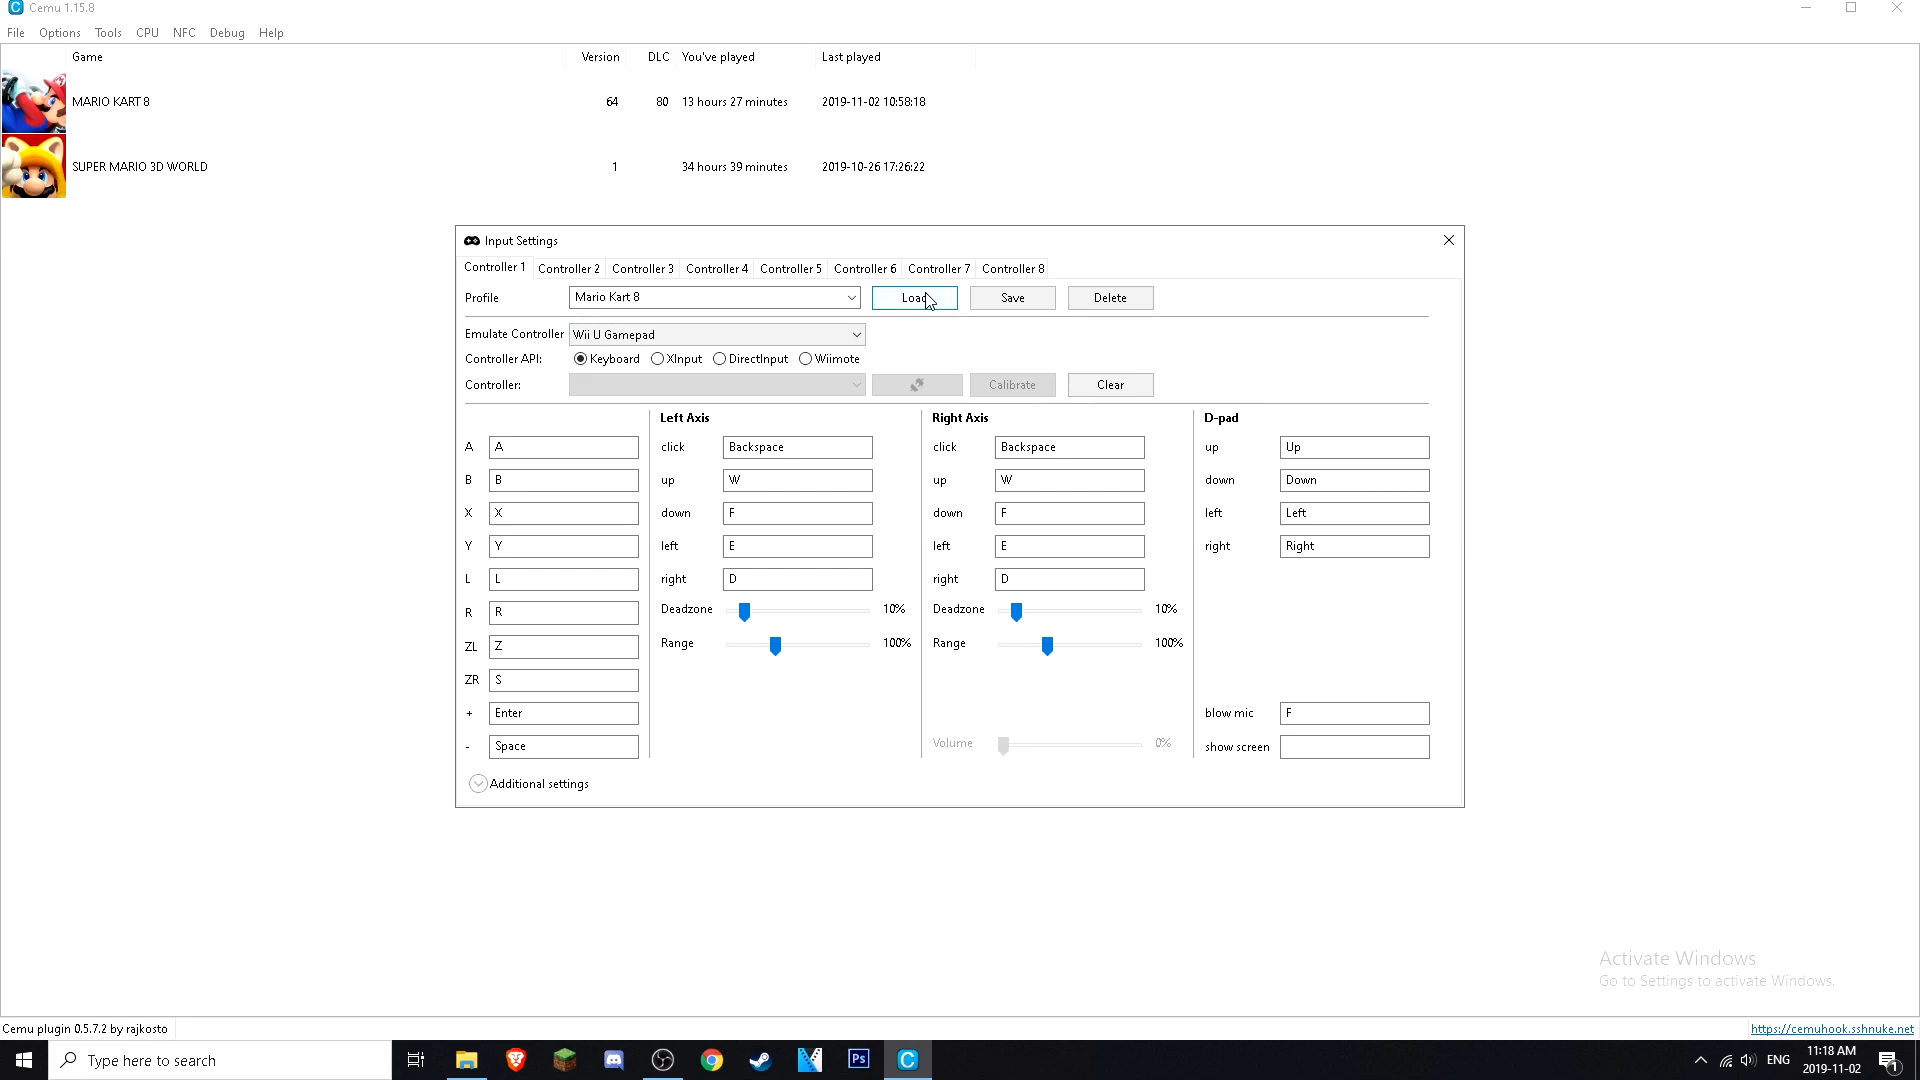 Cemu 1.15.8
File Options Tools CPU NFC Debug Help
Game Version DLC You've played Last played
MARIO KART 8 64 80 13 hours 27 minutes 2019-11-02 10:58:18
SUPER MARIO 3D WORLD 1 34 hours 39 minutes 2019-10-26 17:26:22
Input Settings
Controller 1 Controller 2 Controller 3 Controller 4 Controller 5 Controller 6 Controller 7 Controller 8
Profile Mario Kart 8 Load Save Delete
Emulate Controller Wii U Gamepad
Controller API: Keyboard XInput DirectInput Wiimote
Controller: Calibrate Clear
Left Axis Right Axis D-pad
A A click Backspace click Backspace up Up
B B up W up W down Down
X X down F down F left Left
Y Y left E left E right Right
L L right D right D
R R Deadzone 10% Deadzone 10%
ZL Z Range 100% Range 100%
ZR S
+ Enter blow mic F
- Space Volume 0% show screen
Additional settings
Activate Windows
Go to Settings to activate Windows.
Cemu plugin 0.5.7.2 by rajkosto https://cemuhook.sshnuke.net
Type here to search Ps C ENG 11:18 AM
2019-11-02 1